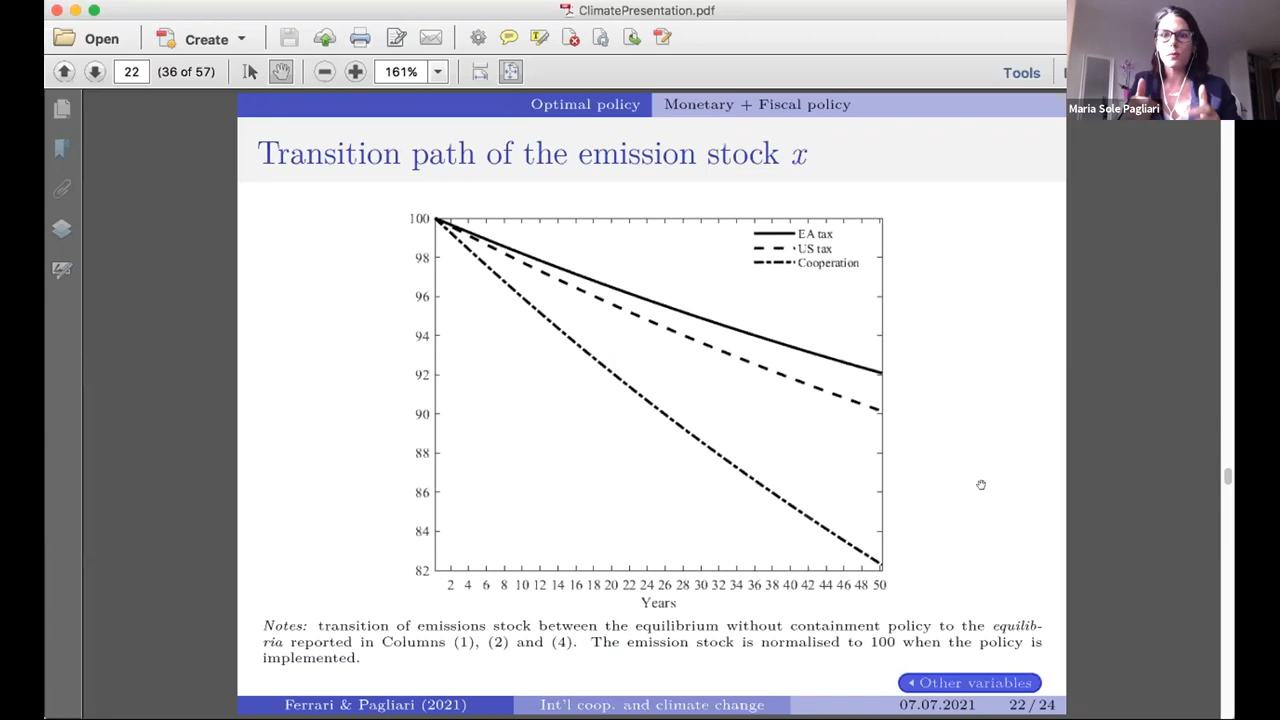 ClimatePresentation.pdf
Open
Create
22 (36 of 57)
161%
Tools
Maria Sole Pagliari
Optimal policy Monetary + Fiscal policy
Transition path of the emission stock x
100
98
96
94
92
90
88
86
84
82
EA tax
US tax
Cooperation
2 4 6 8 10 12 14 16 18 20 22 24 26 28 30 32 34 36 38 40 42 44 46 48 50
Years
Notes: transition of emissions stock between the equilibrium without containment policy to the equilib-
ria reported in Columns (1), (2) and (4). The emission stock is normalised to 100 when the policy is
implemented.
Other variables
Ferrari & Pagliari (2021) Int'l coop. and climate change 07.07.2021 22 / 24